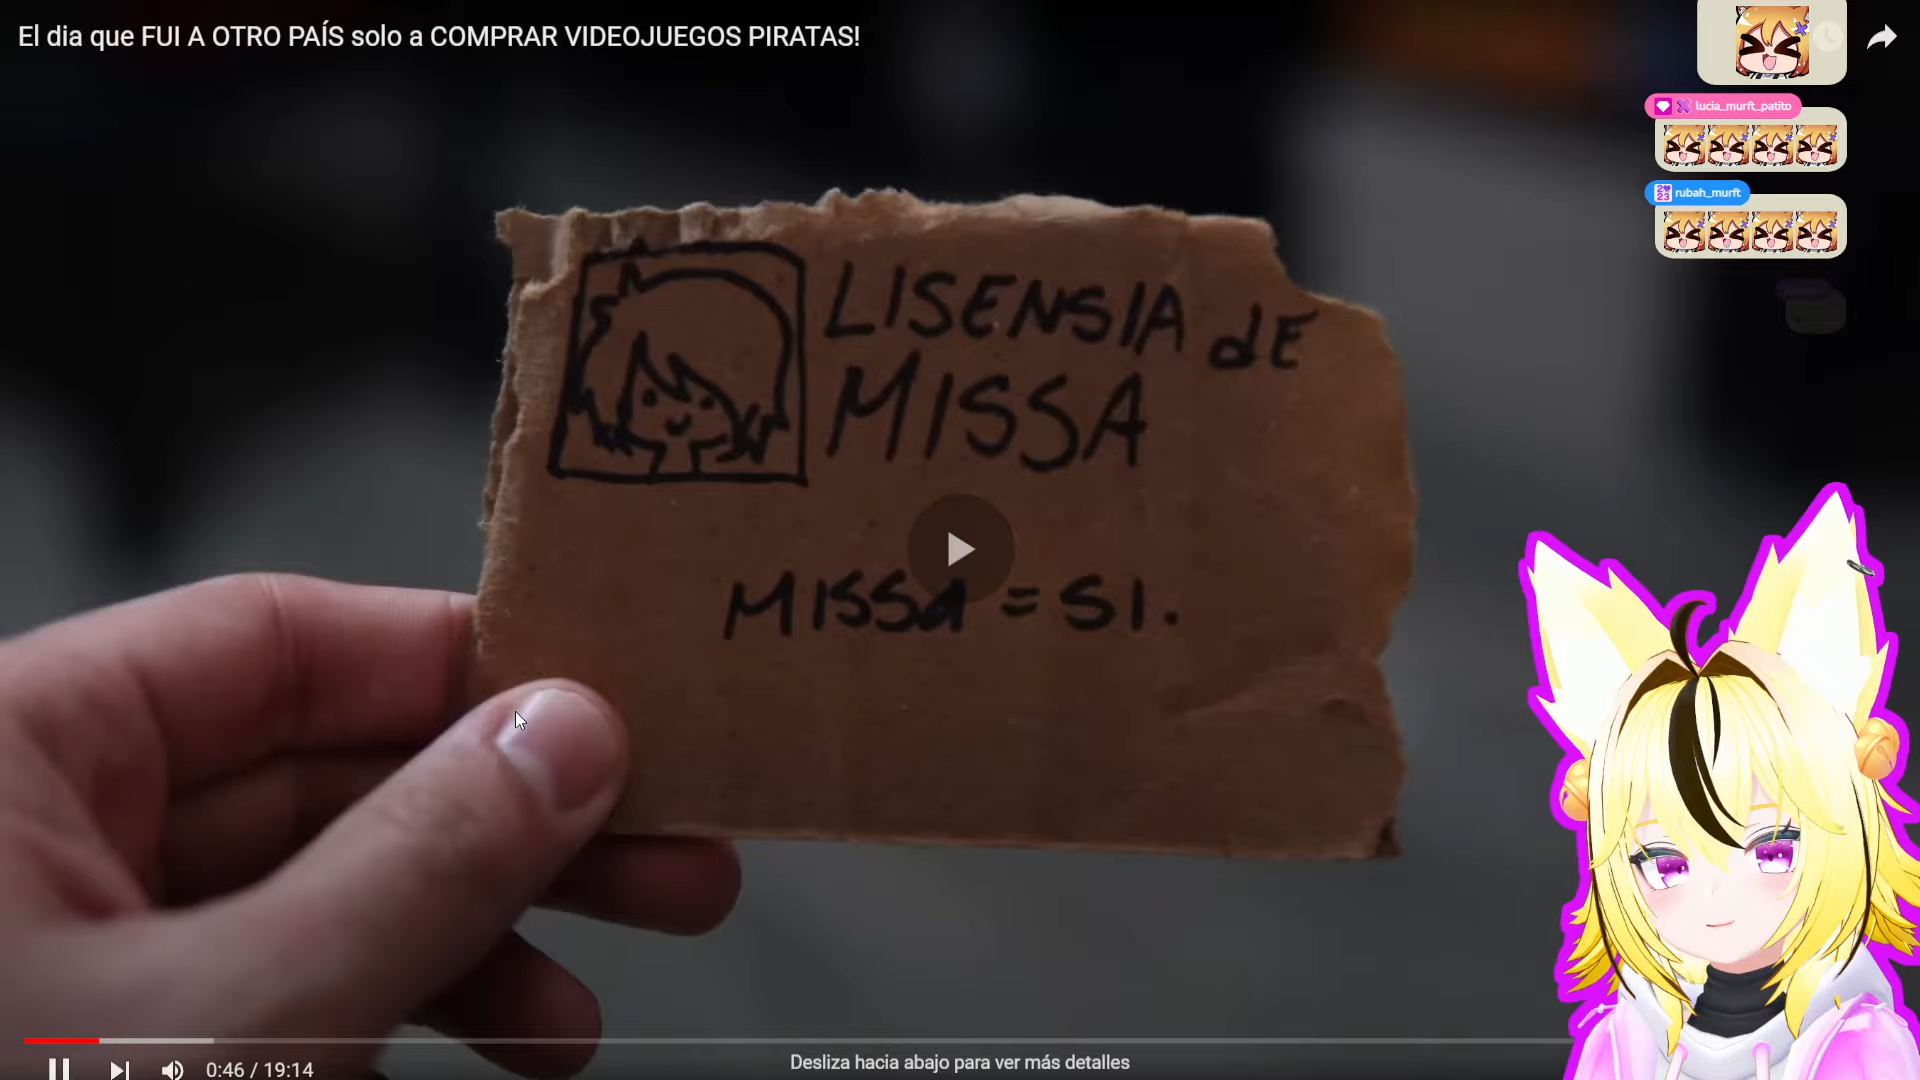 El dia que FUI A OTRO PAÍS solo a COMPRAR VIDEOJUEGOS PIRATAS!
lucia_murft_patito
rubah_murft
LISENSIA dE
MISSA
MISSA = SI.
0:46 / 19:14
Desliza hacia abajo para ver más detalles